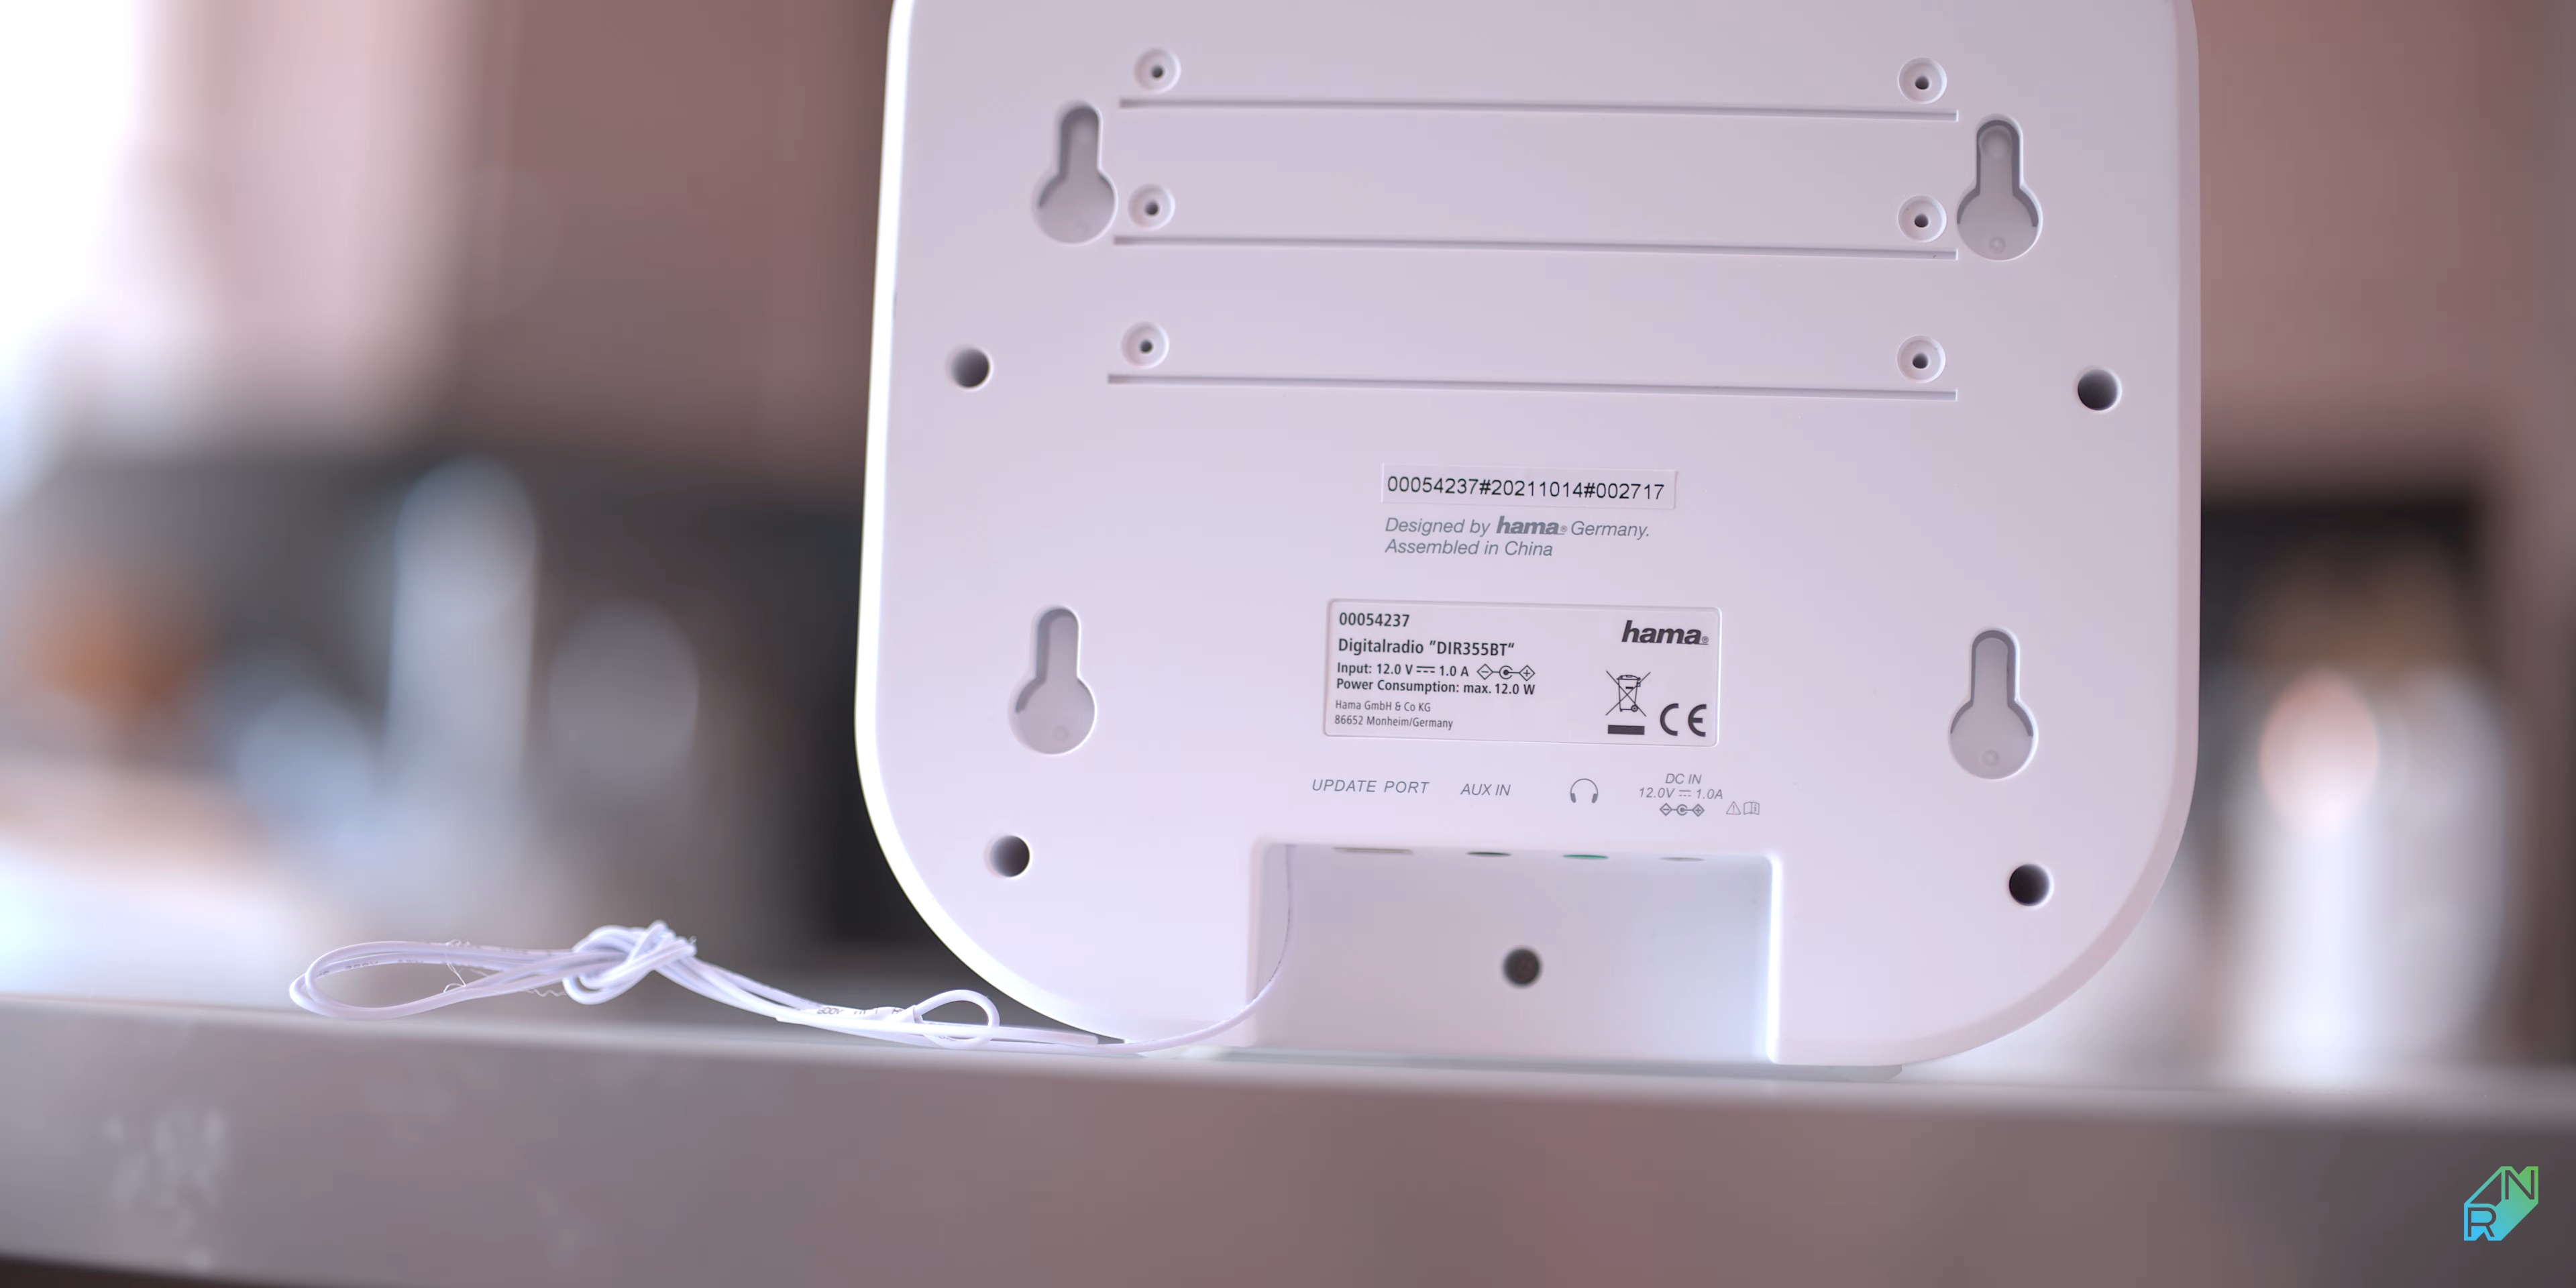 00054237#20211014#002717
Designed by hama® Germany.
Assembled in China
00054237
hama®
Digitalradio "DIR355BT"
Input: 12.0 V ⎓ 1.0 A
Power Consumption: max. 12.0 W
Hama GmbH & Co KG
86652 Monheim/Germany
CE
UPDATE PORT
AUX IN
DC IN
12.0V ⎓ 1.0A
NR